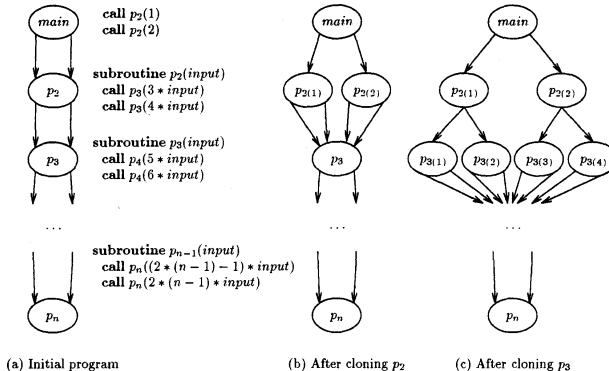 main
call p2(1)
call p2(2)
p2
subroutine p2(input)
call p3(3 * input)
call p3(4 * input)
p3
subroutine p3(input)
call p4(5 * input)
call p4(6 * input)
...
subroutine pn−1(input)
call pn((2 * (n − 1) − 1) * input)
call pn(2 * (n − 1) * input)
pn
(a) Initial program
main
p2(1)
p2(2)
p3
...
pn
(b) After cloning p2
main
p2(1)
p2(2)
p3(1)
p3(2)
p3(3)
p3(4)
...
pn
(c) After cloning p3